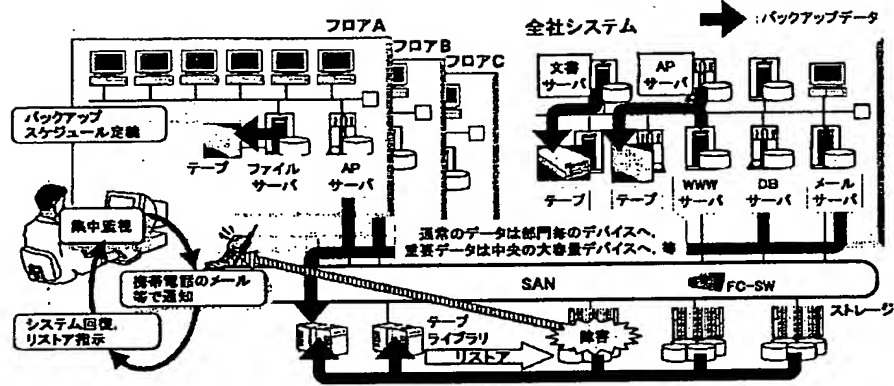 フロアA
フロアB
フロアC
全社システム
:バックアップデータ
文書
サーバ
AP
サーバ
バックアップ
スケジュール定義
テープ
ファイル
サーバ
AP
サーバ
テープ
テープ
WWW
サーバ
DB
サーバ
メール
サーバ
集中監視
通常のデータは部門毎のデバイスへ,
重要データは中央の大容量デバイスへ,等
携帯電話のメール
等で通知
SAN
FC-SW
システム回復,
リストア指示
テープ
ライブラリ
リストア
障害
ストレージ